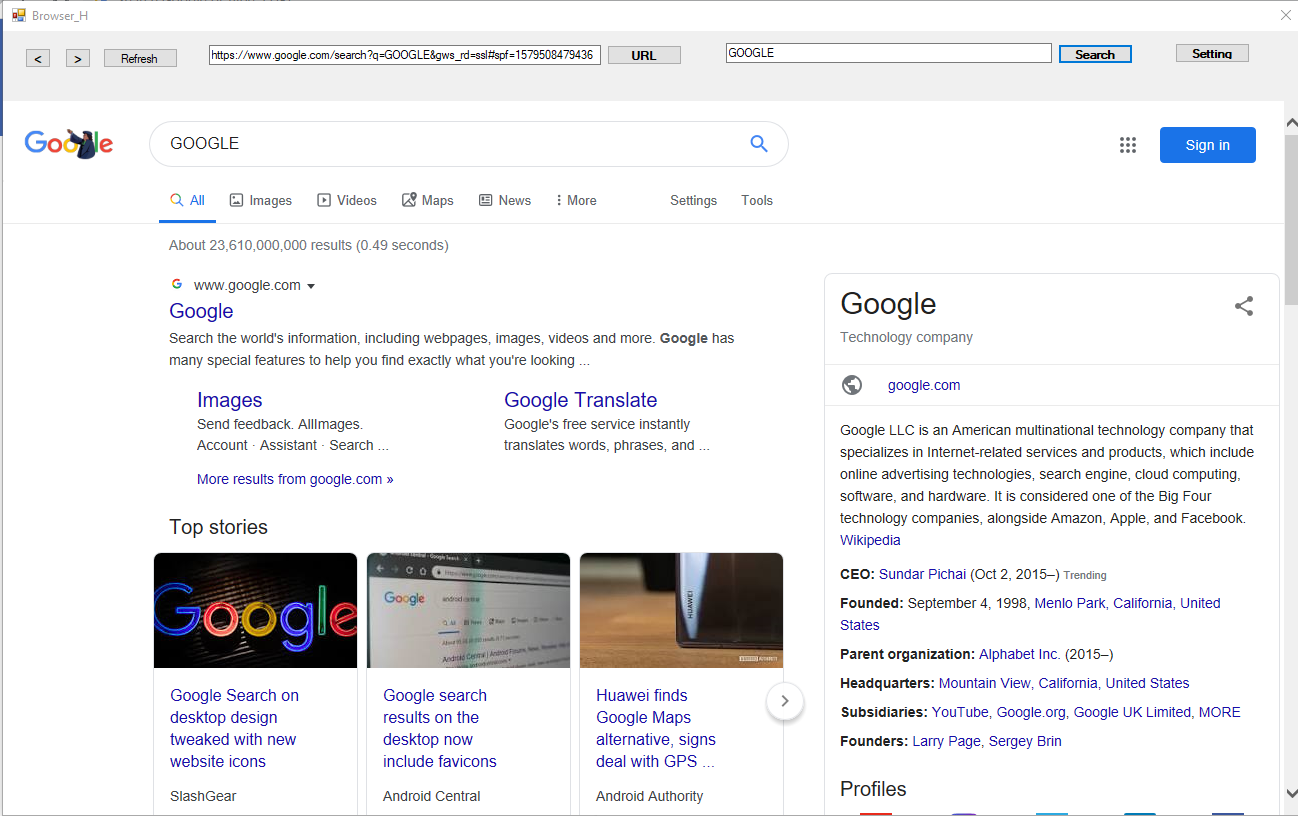 Browser_H
< > Refresh https://www.google.com/search?q=GOOGLE&gws_rd=ssl#spf=1579508479436 URL GOOGLE Search Setting
Google GOOGLE Sign in
All Images Videos Maps News More Settings Tools
About 23,610,000,000 results (0.49 seconds)
www.google.com
Google
Search the world's information, including webpages, images, videos and more. Google has
many special features to help you find exactly what you're looking ...
Images
Send feedback. AllImages.
Account · Assistant · Search ...
Google Translate
Google's free service instantly
translates words, phrases, and ...
More results from google.com »
Top stories
Google
Google
android central
HUAWEI
Google Search on
desktop design
tweaked with new
website icons
SlashGear
Google search
results on the
desktop now
include favicons
Android Central
Huawei finds
Google Maps
alternative, signs
deal with GPS ...
Android Authority
Google
Technology company
google.com
Google LLC is an American multinational technology company that
specializes in Internet-related services and products, which include
online advertising technologies, search engine, cloud computing,
software, and hardware. It is considered one of the Big Four
technology companies, alongside Amazon, Apple, and Facebook.
Wikipedia
CEO: Sundar Pichai (Oct 2, 2015–) Trending
Founded: September 4, 1998, Menlo Park, California, United
States
Parent organization: Alphabet Inc. (2015–)
Headquarters: Mountain View, California, United States
Subsidiaries: YouTube, Google.org, Google UK Limited, MORE
Founders: Larry Page, Sergey Brin
Profiles